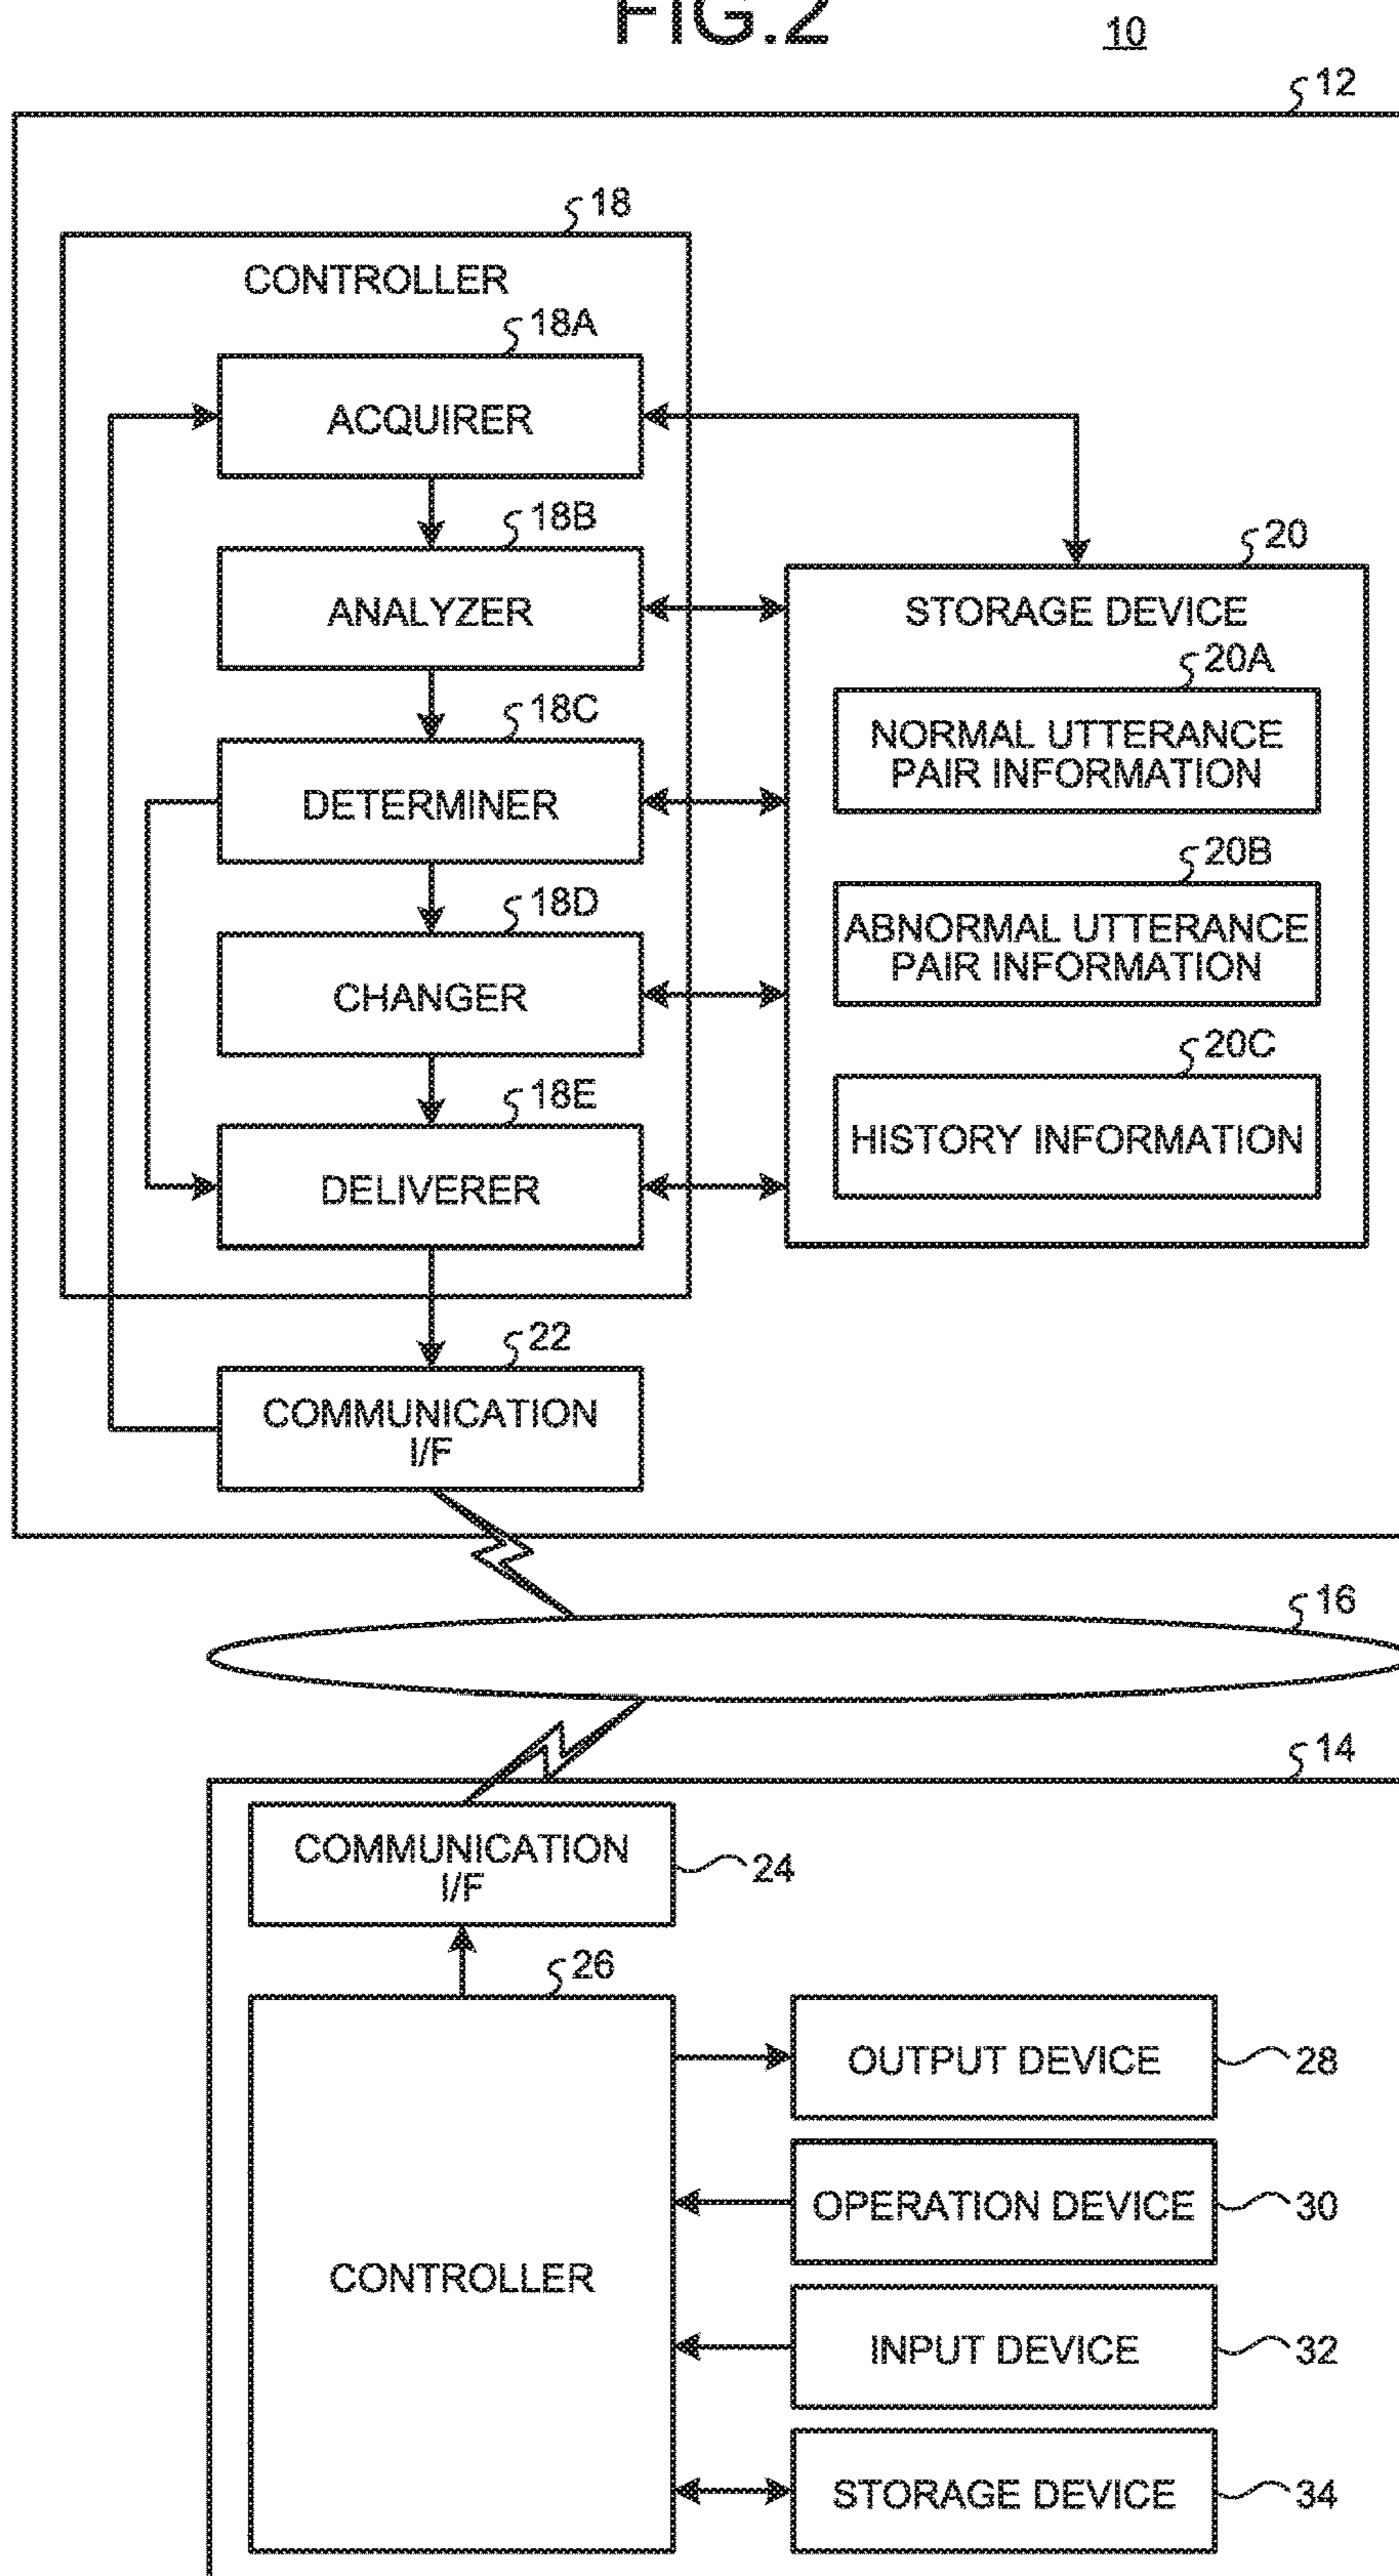 FIG.2
10
12
18
CONTROLLER
18A
ACQUIRER
18B
ANALYZER
18C
DETERMINER
18D
CHANGER
18E
DELIVERER
20
STORAGE DEVICE
20A
NORMAL UTTERANCE
PAIR INFORMATION
20B
ABNORMAL UTTERANCE
PAIR INFORMATION
20C
HISTORY INFORMATION
22
COMMUNICATION
I/F
16
14
COMMUNICATION
I/F
24
26
CONTROLLER
OUTPUT DEVICE
28
OPERATION DEVICE
30
INPUT DEVICE
32
STORAGE DEVICE
34